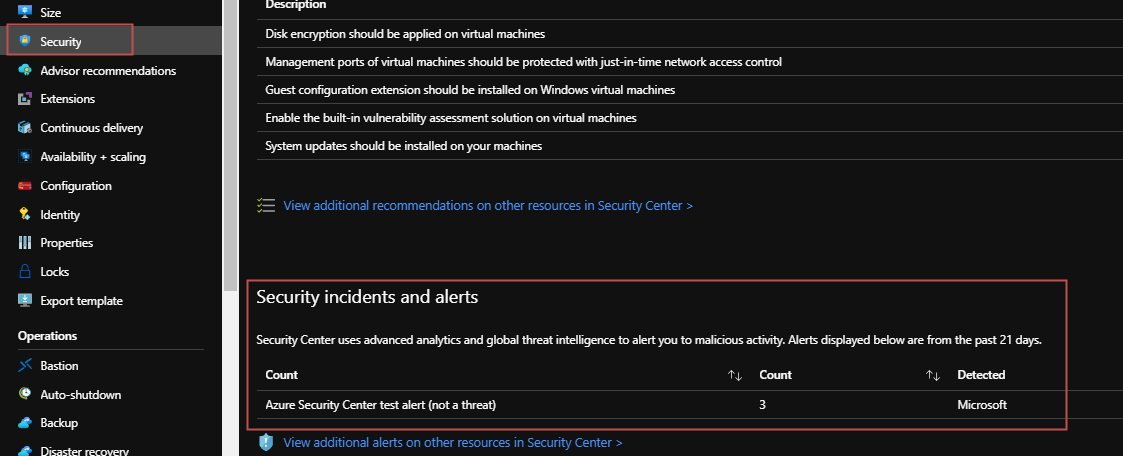 Size
Security
Advisor recommendations
Extensions
Continuous delivery
Availability + scaling
Configuration
Identity
Properties
Locks
Export template
Operations
Bastion
Auto-shutdown
Backup
Disaster recovery
Description
Disk encryption should be applied on virtual machines
Management ports of virtual machines should be protected with just-in-time network access control
Guest configuration extension should be installed on Windows virtual machines
Enable the built-in vulnerability assessment solution on virtual machines
System updates should be installed on your machines
View additional recommendations on other resources in Security Center >
Security incidents and alerts
Security Center uses advanced analytics and global threat intelligence to alert you to malicious activity. Alerts displayed below are from the past 21 days.
Count ↑↓ Count ↑↓ Detected
Azure Security Center test alert (not a threat) 3 Microsoft
View additional alerts on other resources in Security Center >